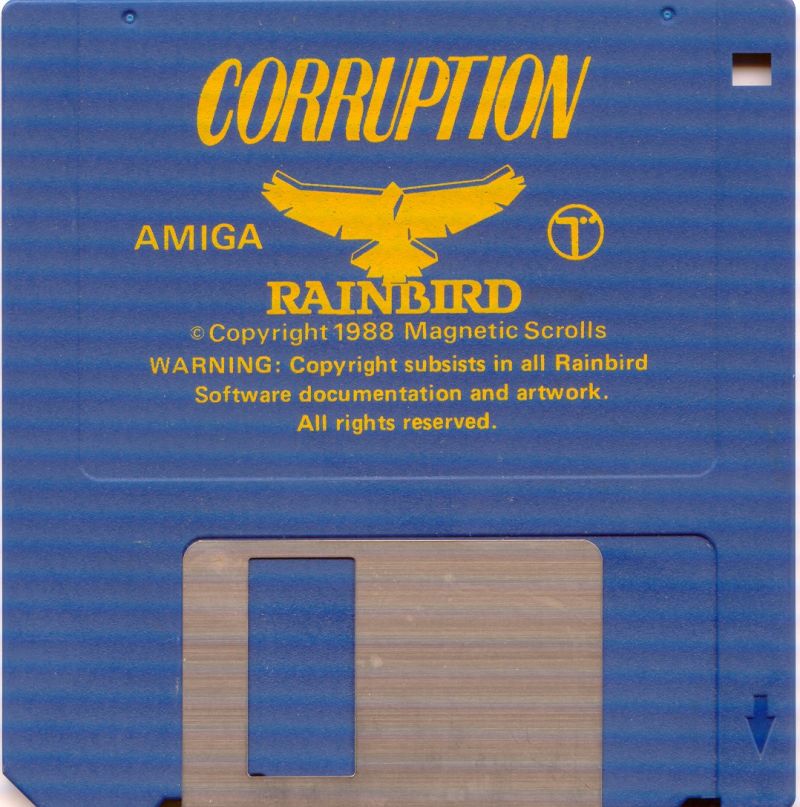 CORRUPTION
AMIGA
RAINBIRD
© Copyright 1988 Magnetic Scrolls
WARNING: Copyright subsists in all Rainbird
Software documentation and artwork.
All rights reserved.